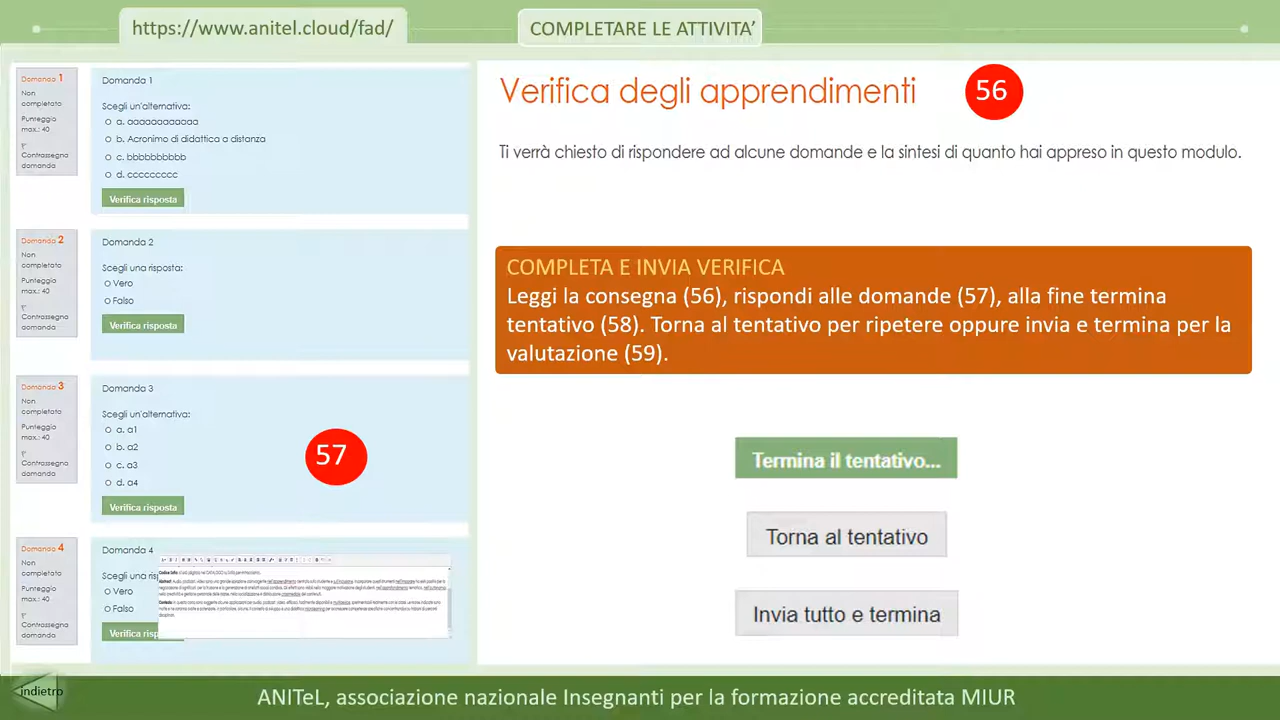 https://www.anitel.cloud/fad/
COMPLETARE LE ATTIVITA’
Domanda 1
Non
completato
Punteggio
max.: 40
Contrassegna
domanda
Domanda 1
Scegli un'alternativa:
a. aaaaaaaaaaaa
b. Acronimo di didattica a distanza
c. bbbbbbbbbb
d. ccccccccc
Verifica risposta
Domanda 2
Non
completato
Punteggio
max.: 40
Contrassegna
domanda
Domanda 2
Scegli una risposta:
Vero
Falso
Verifica risposta
Domanda 3
Non
completato
Punteggio
max.: 40
Contrassegna
domanda
Domanda 3
Scegli un'alternativa:
a. a1
b. a2
c. a3
d. a4
Verifica risposta
57
Domanda 4
Non
completato
Punteggio
max.: 40
Contrassegna
domanda
Domanda 4
Scegli una ris
Vero
Falso
Verifica risp
Verifica degli apprendimenti
56
Ti verrà chiesto di rispondere ad alcune domande e la sintesi di quanto hai appreso in questo modulo.
COMPLETA E INVIA VERIFICA
Leggi la consegna (56), rispondi alle domande (57), alla fine termina
tentativo (58). Torna al tentativo per ripetere oppure invia e termina per la
valutazione (59).
Termina il tentativo...
Torna al tentativo
Invia tutto e termina
indietro
ANITeL, associazione nazionale Insegnanti per la formazione accreditata MIUR